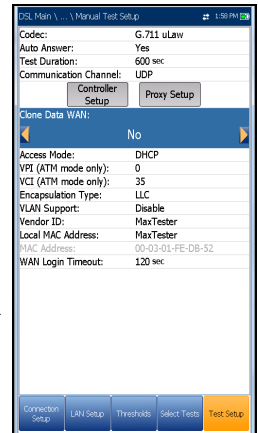 DSL Main \ ... \ Manual Test Setup 1:58 PM
Codec: G.711 uLaw
Auto Answer: Yes
Test Duration: 600 sec
Communication Channel: UDP
Controller Setup Proxy Setup
Clone Data WAN:
No
Access Mode: DHCP
VPI (ATM mode only): 0
VCI (ATM mode only): 35
Encapsulation Type: LLC
VLAN Support: Disable
Vendor ID: MaxTester
Local MAC Address: MaxTester
MAC Address: 00-03-01-FE-DB-52
WAN Login Timeout: 120 sec
Connection Setup LAN Setup Thresholds Select Tests Test Setup